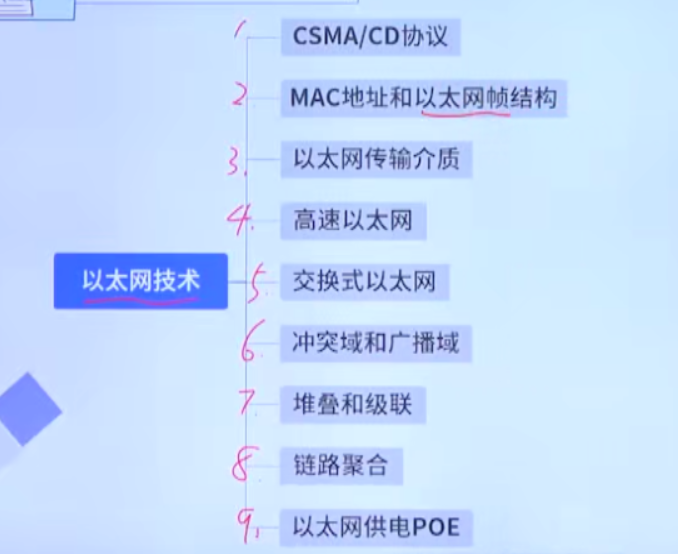 1 CSMA/CD协议
2 MAC地址和以太网帧结构
3. 以太网传输介质
4. 高速以太网
以太网技术
5. 交换式以太网
6. 冲突域和广播域
7. 堆叠和级联
8. 链路聚合
9. 以太网供电POE